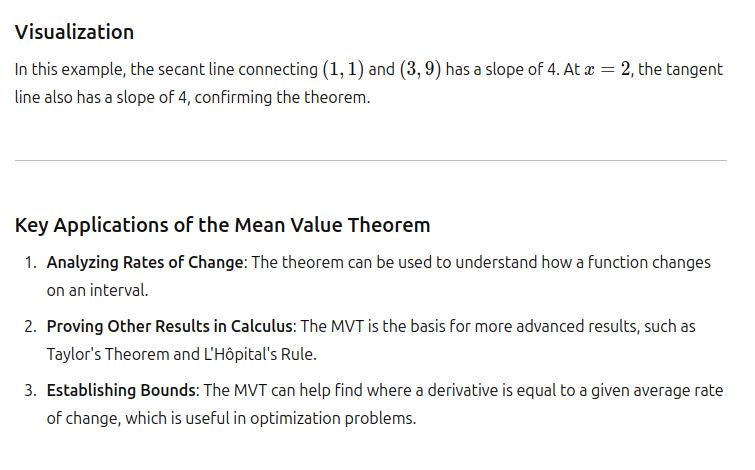 Visualization
In this example, the secant line connecting (1, 1) and (3, 9) has a slope of 4. At x = 2, the tangent
line also has a slope of 4, confirming the theorem.
Key Applications of the Mean Value Theorem
1. Analyzing Rates of Change: The theorem can be used to understand how a function changes
on an interval.
2. Proving Other Results in Calculus: The MVT is the basis for more advanced results, such as
Taylor's Theorem and L'Hôpital's Rule.
3. Establishing Bounds: The MVT can help find where a derivative is equal to a given average rate
of change, which is useful in optimization problems.